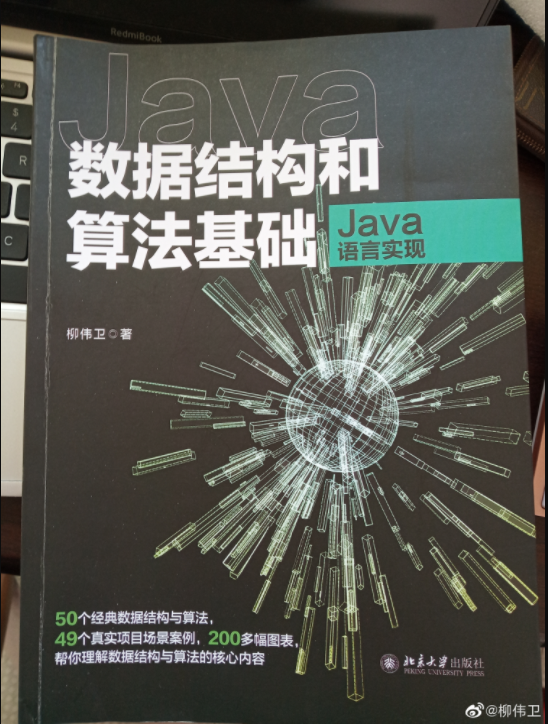 RedmiBook
Java
数据结构和
算法基础
Java
语言实现
柳伟卫 ◎ 著
50个经典数据结构与算法，
49个真实项目场景案例，200多幅图表，
帮你理解数据结构与算法的核心内容
北京大学出版社
PEKING UNIVERSITY PRESS
@柳伟卫
$
4
R
C